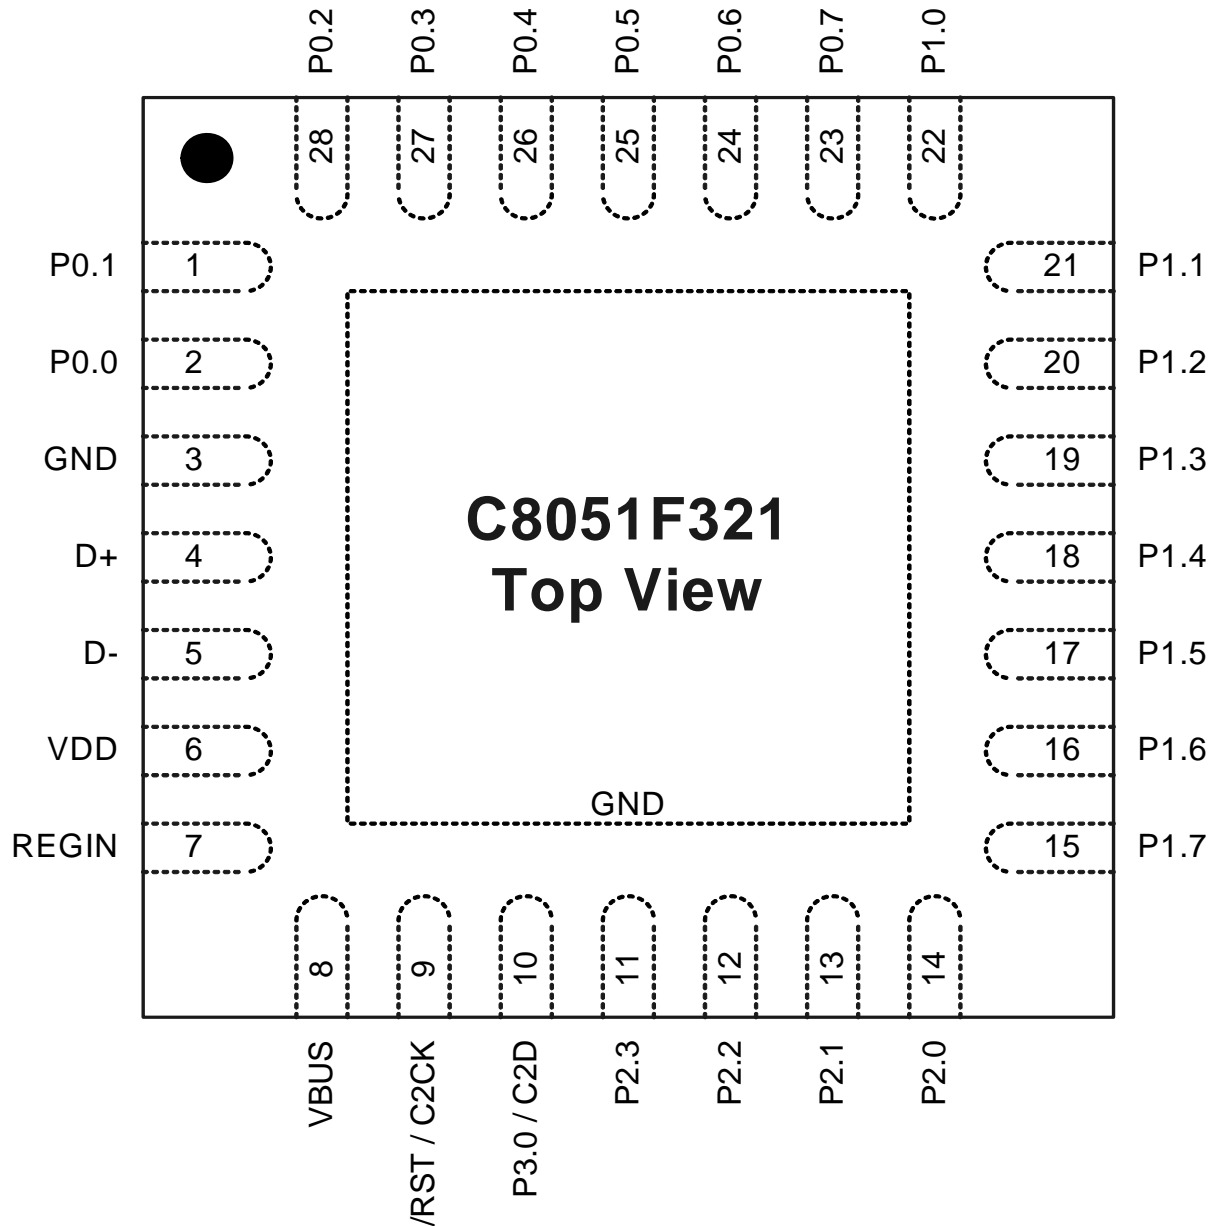 P0.2
P0.3
P0.4
P0.5
P0.6
P0.7
P1.0
28
27
26
25
24
23
22
P0.1 1
P0.0 2
GND 3
D+ 4
D- 5
VDD 6
REGIN 7
21 P1.1
20 P1.2
19 P1.3
18 P1.4
17 P1.5
16 P1.6
15 P1.7
C8051F321
Top View
GND
8
9
10
11
12
13
14
VBUS
/RST / C2CK
P3.0 / C2D
P2.3
P2.2
P2.1
P2.0